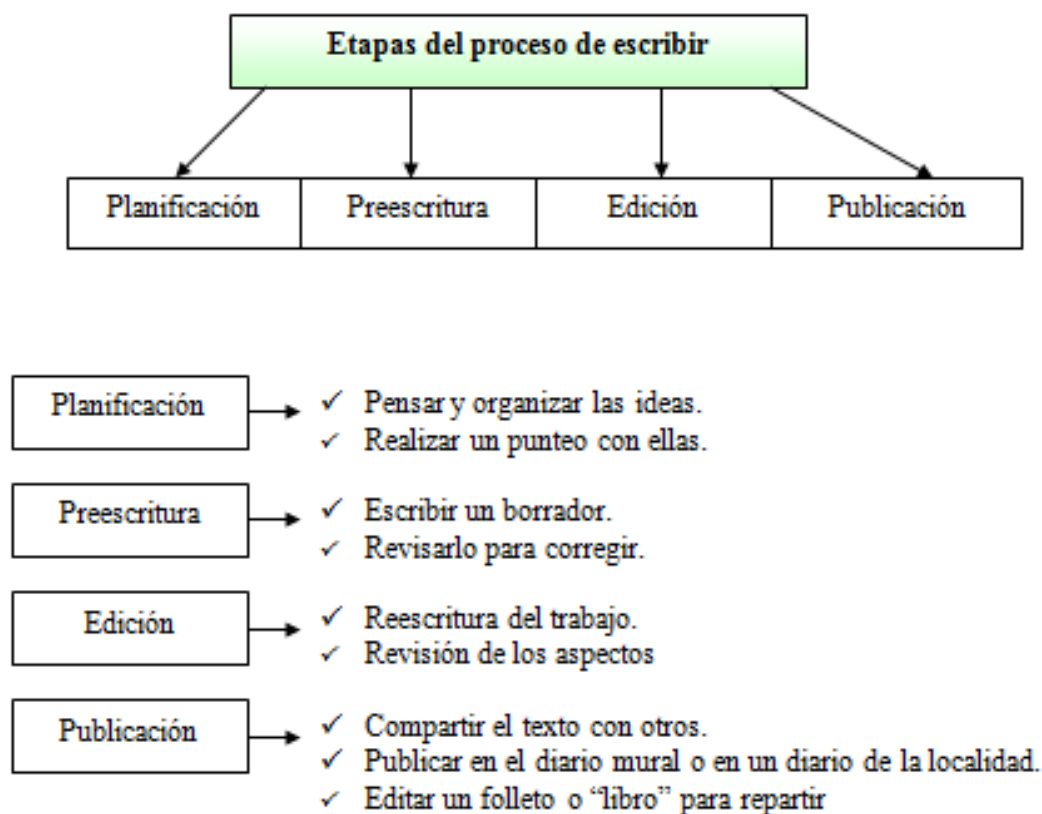 Etapas del proceso de escribir
Planificación Preescritura Edición Publicación
Planificación
✓ Pensar y organizar las ideas.
✓ Realizar un punteo con ellas.
Preescritura
✓ Escribir un borrador.
✓ Revisarlo para corregir.
Edición
✓ Reescritura del trabajo.
✓ Revisión de los aspectos
Publicación
✓ Compartir el texto con otros.
✓ Publicar en el diario mural o en un diario de la localidad.
✓ Editar un folleto o “libro” para repartir